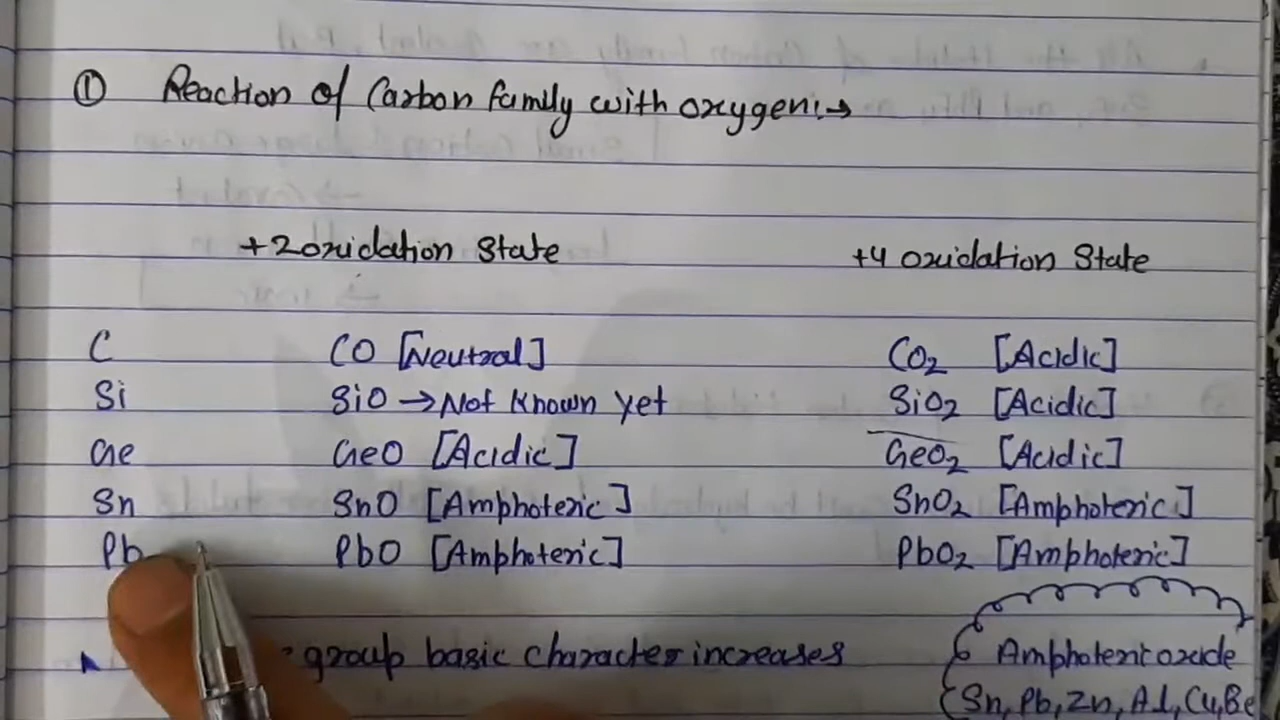 ① Reaction of Carbon family with oxygen:→
+2 oxidation State +4 oxidation State
C CO [Neutral] CO2 [Acidic]
Si SiO → Not Known yet SiO2 [Acidic]
Ge GeO [Acidic] GeO2 [Acidic]
Sn SnO [Amphoteric] SnO2 [Amphoteric]
Pb PbO [Amphoteric] PbO2 [Amphoteric]
group basic character increases Amphoteric oxide
(Sn, Pb, Zn, Al, Cu, Be